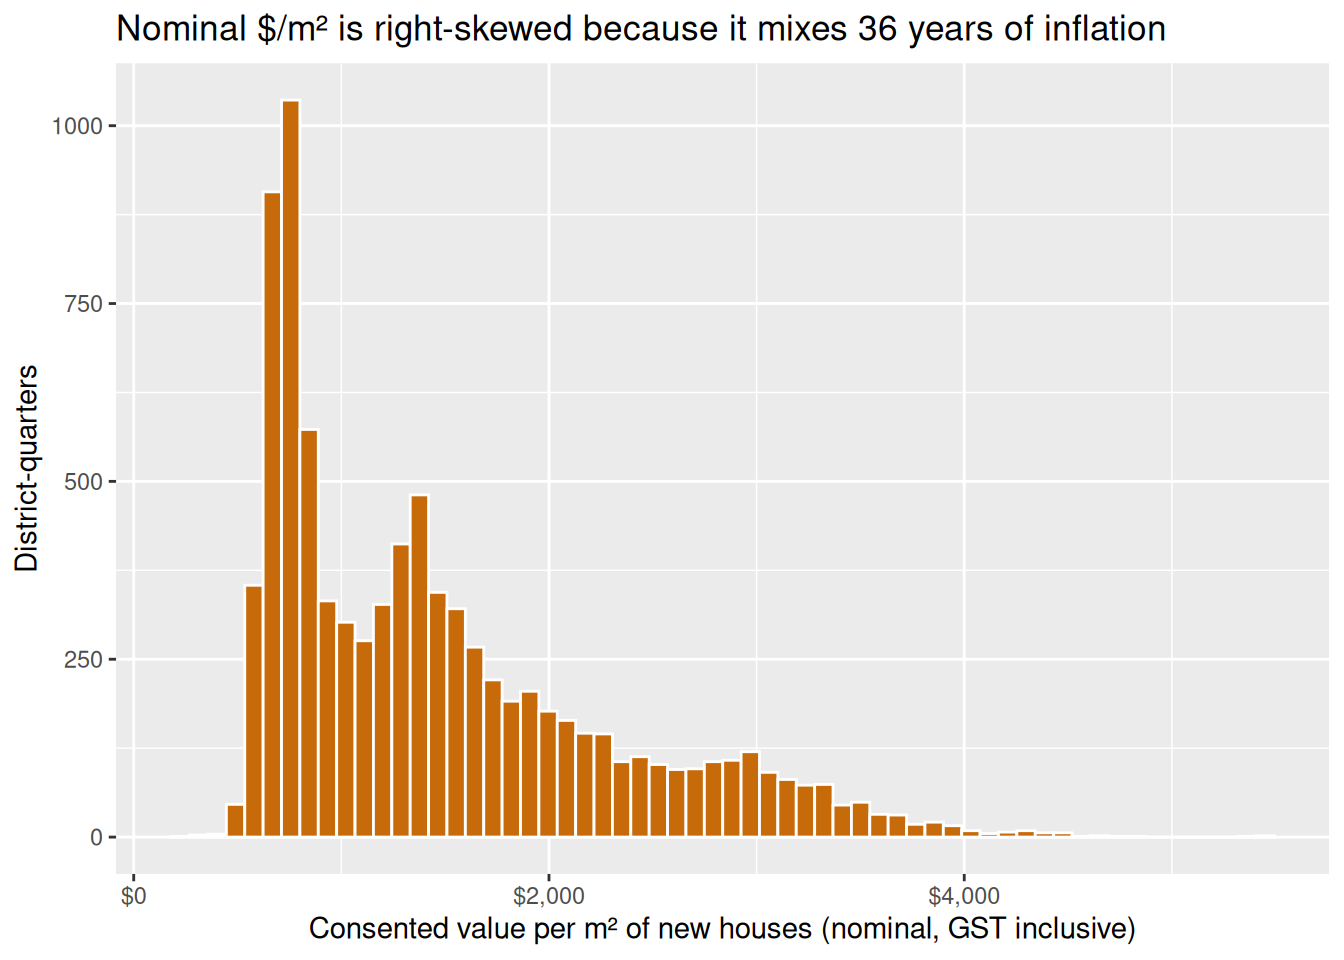 Nominal $/m² is right-skewed because it mixes 36 years of inflation
District-quarters
1000
750
500
250
0
$0
$2,000
$4,000
Consented value per m² of new houses (nominal, GST inclusive)